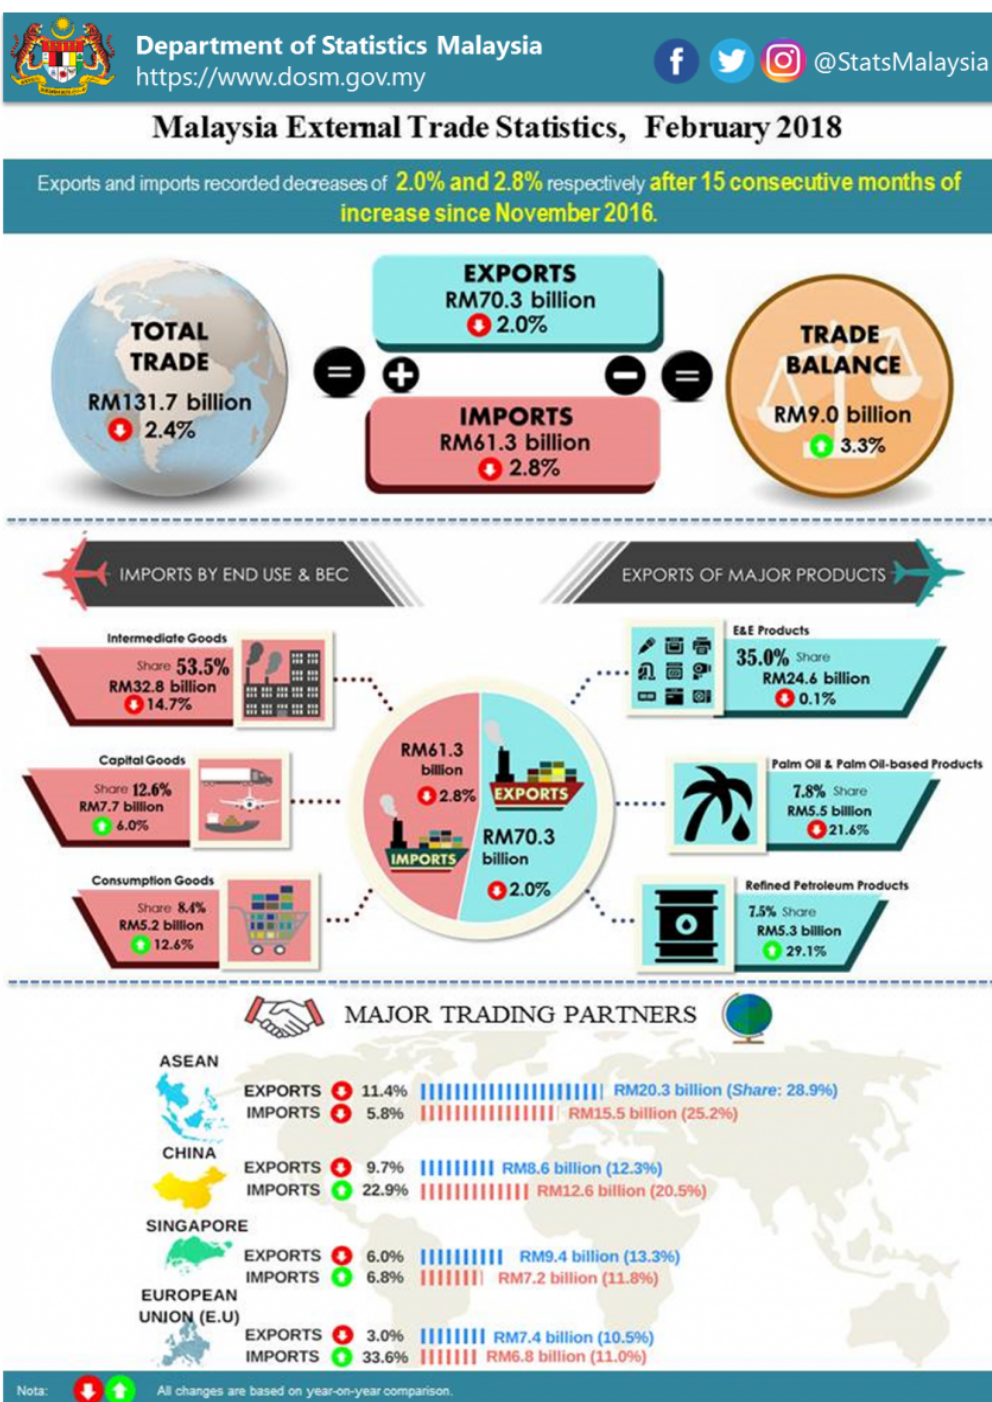 Department of Statistics Malaysia
https://www.dosm.gov.my
@StatsMalaysia
Malaysia External Trade Statistics, February 2018
Exports and imports recorded decreases of 2.0% and 2.8% respectively after 15 consecutive months of
increase since November 2016.
TOTAL
TRADE
RM131.7 billion
2.4%
=
EXPORTS
RM70.3 billion
2.0%
+
−
IMPORTS
RM61.3 billion
2.8%
=
TRADE
BALANCE
RM9.0 billion
3.3%
IMPORTS BY END USE & BEC
EXPORTS OF MAJOR PRODUCTS
Intermediate Goods
Share 53.5%
RM32.8 billion
14.7%
Capital Goods
Share 12.6%
RM7.7 billion
6.0%
Consumption Goods
Share 8.4%
RM5.2 billion
12.6%
RM61.3
billion
2.8%
IMPORTS
EXPORTS
RM70.3
billion
2.0%
E&E Products
35.0% Share
RM24.6 billion
0.1%
Palm Oil & Palm Oil-based Products
7.8% Share
RM5.5 billion
21.6%
Refined Petroleum Products
7.5% Share
RM5.3 billion
29.1%
MAJOR TRADING PARTNERS
ASEAN
EXPORTS 11.4% RM20.3 billion (Share: 28.9%)
IMPORTS 5.8% RM15.5 billion (25.2%)
CHINA
EXPORTS 9.7% RM8.6 billion (12.3%)
IMPORTS 22.9% RM12.6 billion (20.5%)
SINGAPORE
EXPORTS 6.0% RM9.4 billion (13.3%)
IMPORTS 6.8% RM7.2 billion (11.8%)
EUROPEAN
UNION (E.U)
EXPORTS 3.0% RM7.4 billion (10.5%)
IMPORTS 33.6% RM6.8 billion (11.0%)
Nota: All changes are based on year-on-year comparison.